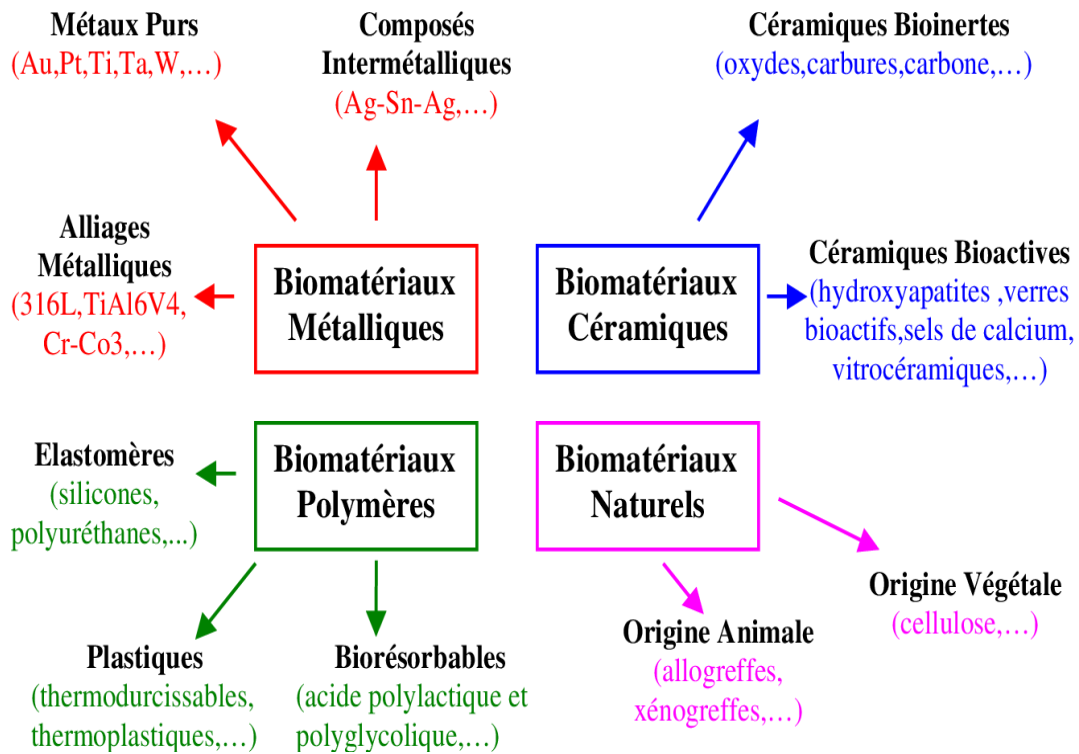 Métaux Purs
(Au,Pt,Ti,Ta,W,…)
Composés
Intermétalliques
(Ag-Sn-Ag,…)
Céramiques Bioinertes
(oxydes,carbures,carbone,…)
Alliages
Métalliques
(316L,TiAl6V4,
Cr-Co3,…)
Biomatériaux
Métalliques
Biomatériaux
Céramiques
Céramiques Bioactives
(hydroxyapatites ,verres
bioactifs,sels de calcium,
vitrocéramiques,…)
Elastomères
(silicones,
polyuréthanes,...)
Biomatériaux
Polymères
Biomatériaux
Naturels
Plastiques
(thermodurcissables,
thermoplastiques,…)
Biorésorbables
(acide polylactique et
polyglycolique,…)
Origine Animale
(allogreffes,
xénogreffes,…)
Origine Végétale
(cellulose,…)